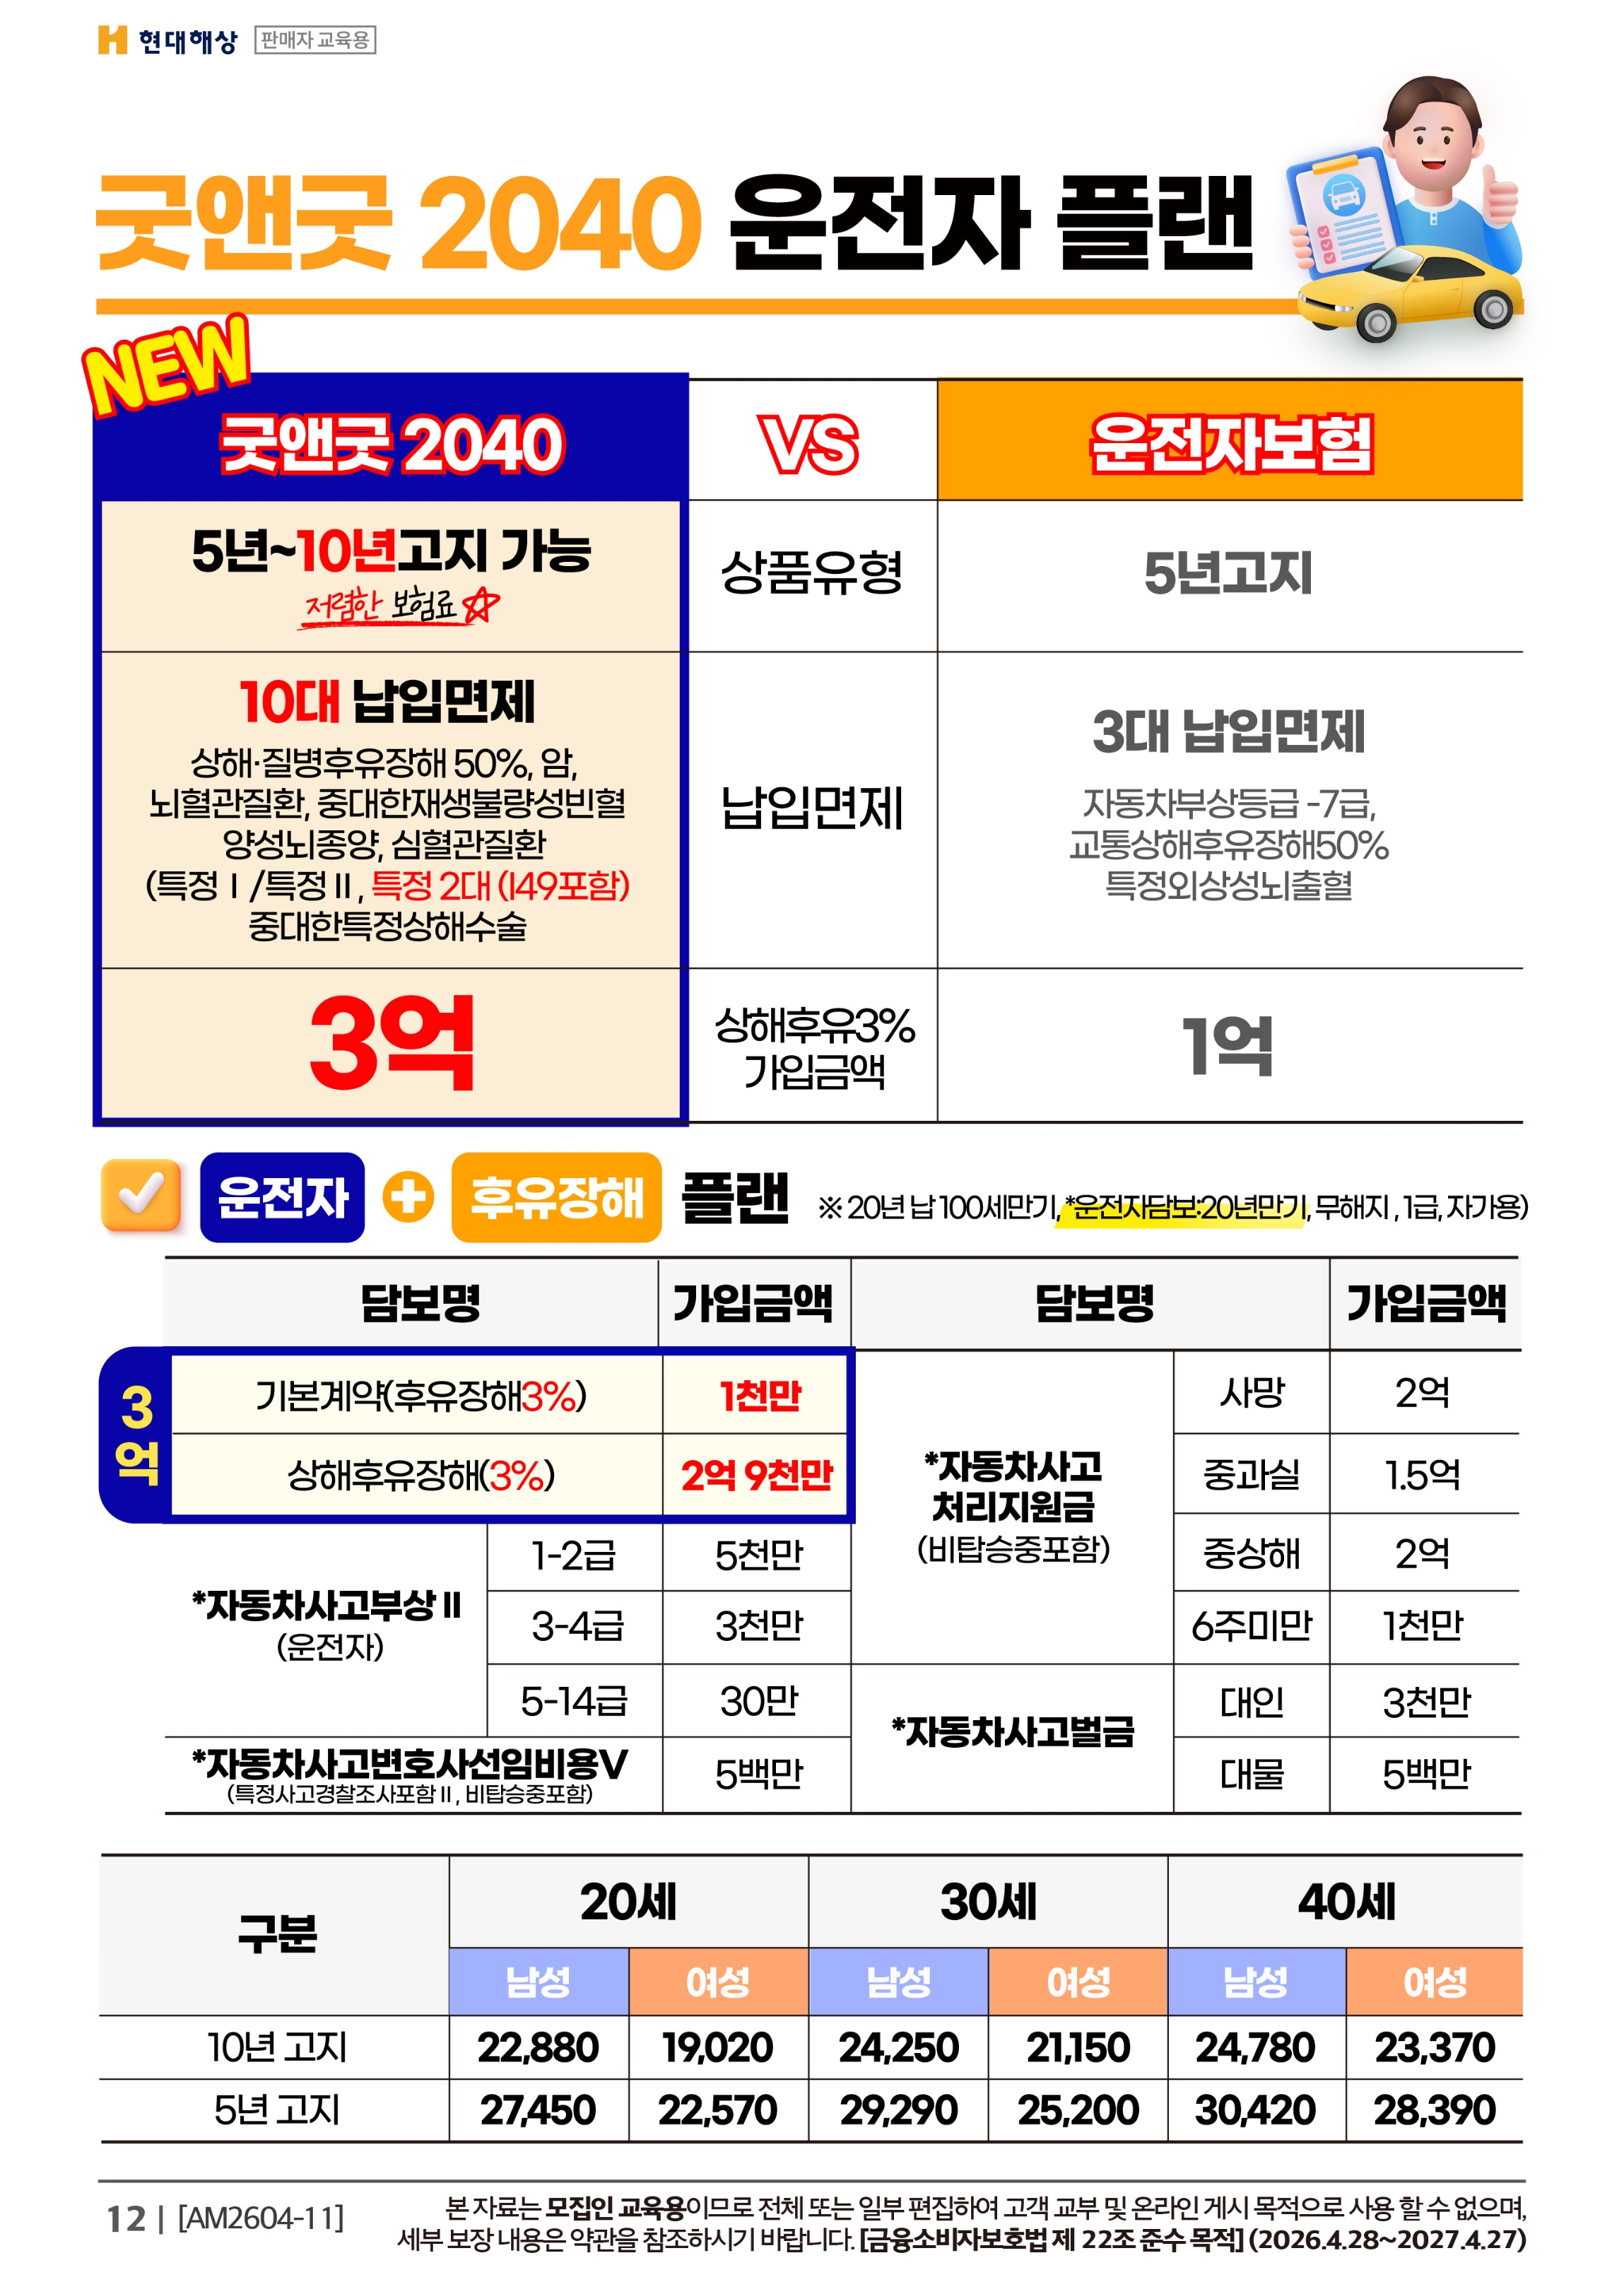 현대해상 판매자 교육용
굿앤굿 2040 운전자 플랜
NEW
굿앤굿 2040 VS 운전자보험
5년~10년고지 가능
저렴한 보험료
상품유형
5년고지
10대 납입면제
상해·질병후유장해 50%, 암,
뇌혈관질환, 중대한재생불량성빈혈
양성뇌종양, 심혈관질환
(특정Ⅰ/특정Ⅱ, 특정 2대 (I49포함)
중대한특정상해수술
납입면제
3대 납입면제
자동차부상등급 -7급,
교통상해후유장해50%
특정외상성뇌출혈
3억
상해후유3%
가입금액
1억
운전자 + 후유장해 플랜 ※ 20년 납 100세만기, *운전자담보:20년만기, 무해지 , 1급, 자가용)
담보명 가입금액 담보명 가입금액
3억
기본계약(후유장해3%) 1천만
상해후유장해(3%) 2억 9천만
*자동차사고부상Ⅱ
(운전자)
1-2급 5천만
3-4급 3천만
5-14급 30만
*자동차사고변호사선임비용Ⅴ
(특정사고경찰조사포함Ⅱ, 비탑승중포함)
5백만
*자동차사고
처리지원금
(비탑승중포함)
사망 2억
중과실 1.5억
중상해 2억
6주미만 1천만
*자동차사고벌금
대인 3천만
대물 5백만
구분 20세 30세 40세
남성 여성 남성 여성 남성 여성
10년 고지 22,880 19,020 24,250 21,150 24,780 23,370
5년 고지 27,450 22,570 29,290 25,200 30,420 28,390
12 | [AM2604-11]
본 자료는 모집인 교육용이므로 전체 또는 일부 편집하여 고객 교부 및 온라인 게시 목적으로 사용 할 수 없으며,
세부 보장 내용은 약관을 참조하시기 바랍니다. [금융소비자보호법 제 22조 준수 목적] (2026.4.28~2027.4.27)